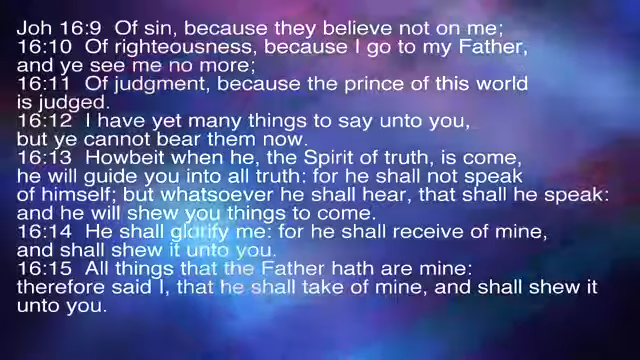 Joh 16:9  Of sin, because they believe not on me;
16:10  Of righteousness, because I go to my Father,
and ye see me no more;
16:11  Of judgment, because the prince of this world
is judged.
16:12  I have yet many things to say unto you,
but ye cannot bear them now.
16:13  Howbeit when he, the Spirit of truth, is come,
he will guide you into all truth: for he shall not speak
of himself; but whatsoever he shall hear, that shall he speak:
and he will shew you things to come.
16:14  He shall glorify me: for he shall receive of mine,
and shall shew it unto you.
16:15  All things that the Father hath are mine:
therefore said I, that he shall take of mine, and shall shew it
unto you.